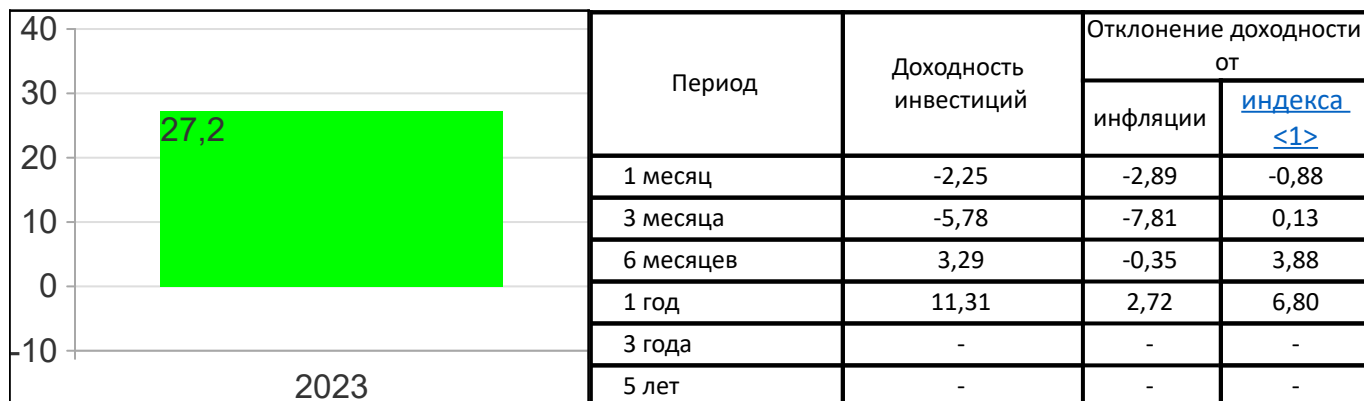 40
30
27,2
20
10
0
-10
2023
Период
Доходность
инвестиций
Отклонение доходности
от
инфляции
индекса
<1>
1 месяц -2,25 -2,89 -0,88
3 месяца -5,78 -7,81 0,13
6 месяцев 3,29 -0,35 3,88
1 год 11,31 2,72 6,80
3 года - - -
5 лет - - -